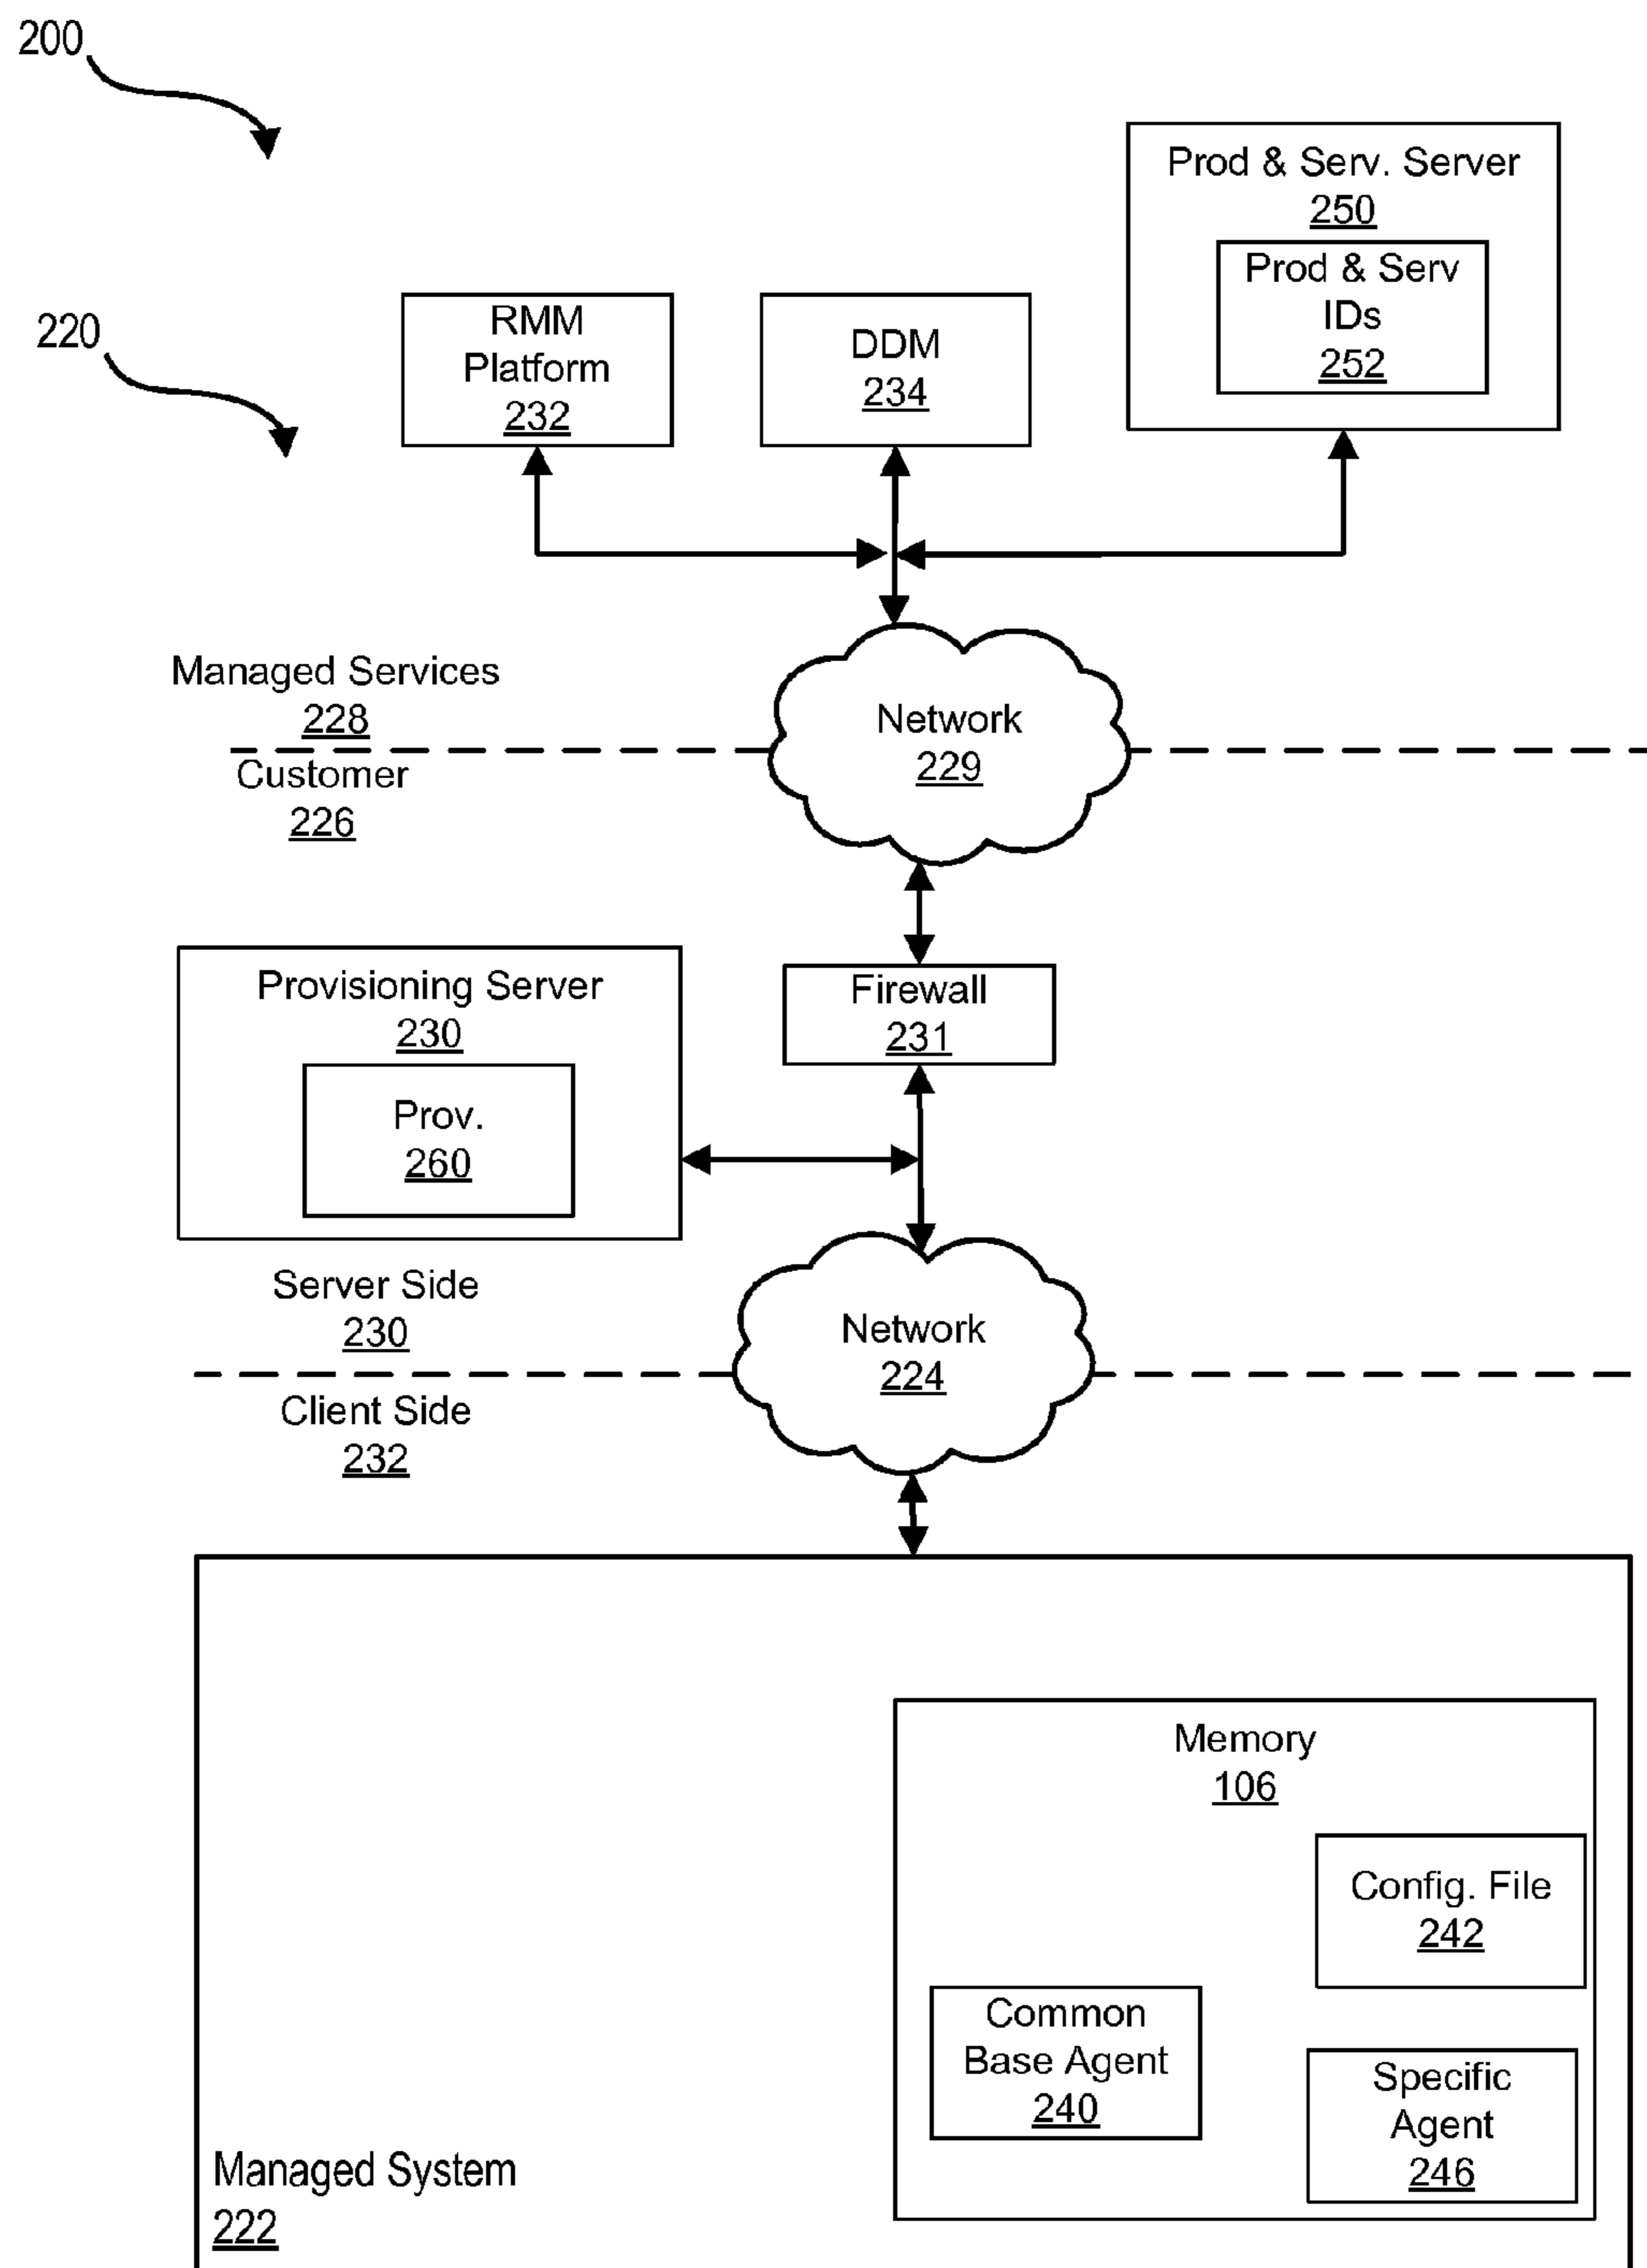 200
220
RMM
Platform
232
DDM
234
Prod & Serv. Server
250
Prod & Serv
IDs
252
Managed Services
228
Customer
226
Network
229
Provisioning Server
230
Prov.
260
Firewall
231
Server Side
230
Client Side
232
Network
224
Memory
106
Config. File
242
Common
Base Agent
240
Specific
Agent
246
Managed System
222